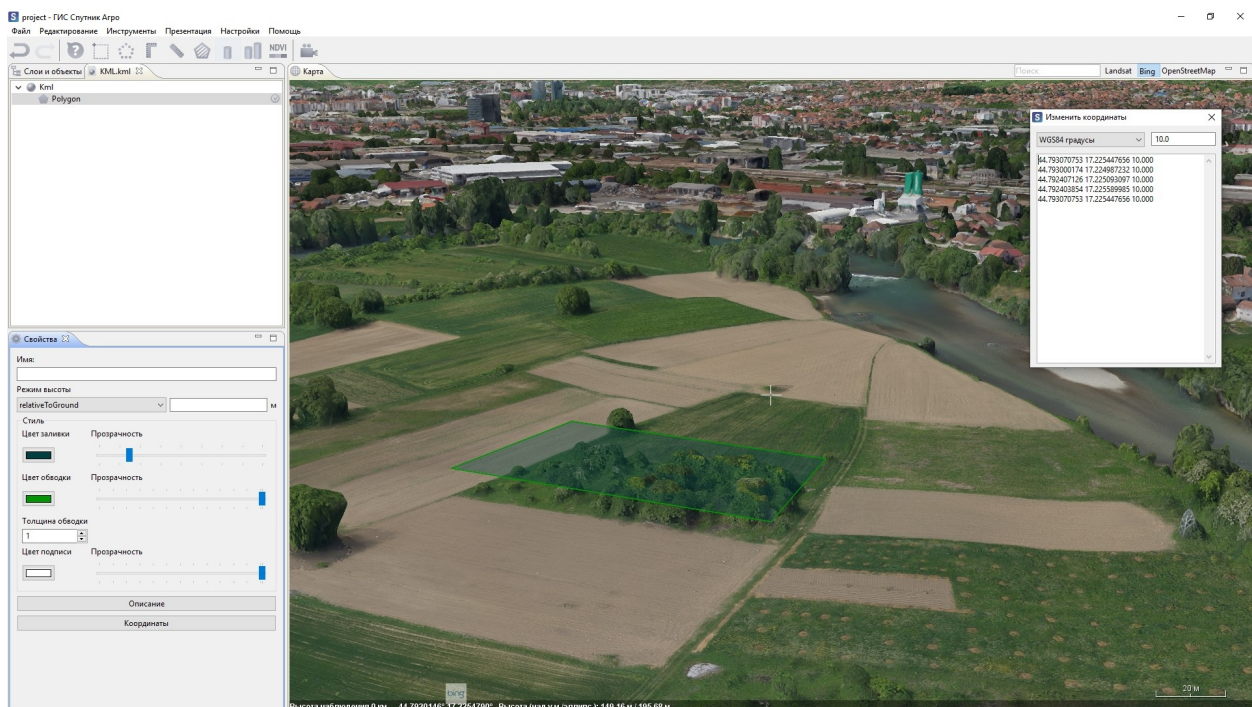 project - ГИС Спутник Агро
Файл Редактирование Инструменты Презентация Настройки Помощь
NDVI
Слои и объекты KML.kml
Kml
Polygon
Карта
Поиск
Landsat Bing OpenStreetMap
Изменить координаты
WGS84 градусы 10.0
44.793070753 17.225447656 10.000
44.793000174 17.224987232 10.000
44.792407126 17.225093097 10.000
44.792403854 17.225589985 10.000
44.793070753 17.225447656 10.000
Свойства
Имя:
Режим высоты
relativeToGround м
Стиль
Цвет заливки Прозрачность
Цвет обводки Прозрачность
Толщина обводки
1
Цвет подписи Прозрачность
Описание
Координаты
bing
20 м
Высота наблюдения 0 км